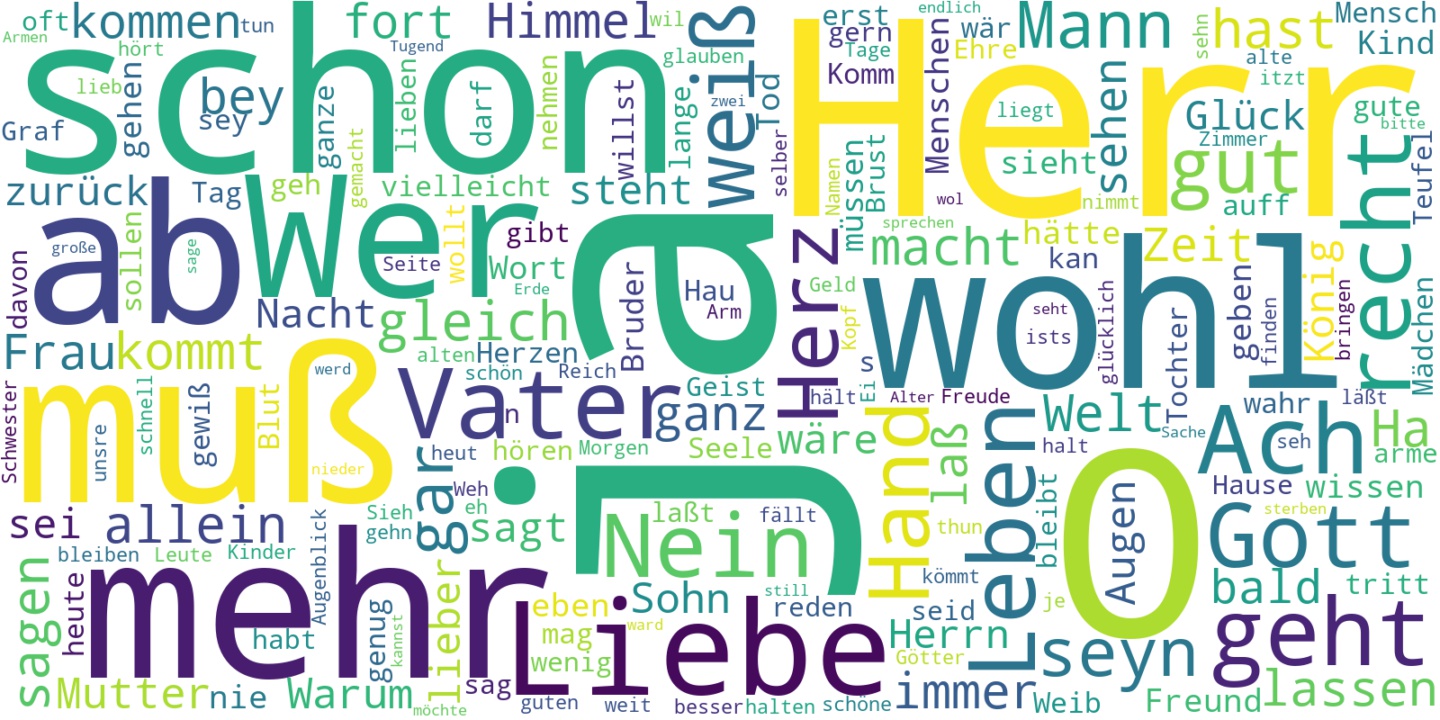 schon
Herr
ja
wohl
muß
mehr
O
Liebe
ab
Wer
Vater
Ach
gut
recht
geht
Gott
Nein
Leben
Hand
Herz
weiß
seyn
Mann
hast
Himmel
fort
kommen
oft
Armen
hört
tun
Tugend
wil
glauben
lieb
bey
sey
Graf
gehen
ganze
lieben
darf
nehmen
willst
lange
zwei
Tod
selber
endlich
erst
gern
Tage
Komm
wär
Ehre
Menschen
liegt
sehn
alte
itzt
Mensch
Kind
Glück
Zimmer
gute
bitte
Teufel
sehen
sieht
müssen
Brust
Namen
wol
nimmt
auff
sprechen
zurück
Tag
geh
gemacht
vielleicht
steht
davon
große
sollen
sage
Seite
wollt
gibt
Wort
Erde
Nacht
gleich
Bruder
Hau
Arm
macht
hätte
kan
Zeit
Geld
Kopf
s
seht
ists
glücklich
Tochter
geben
finden
König
bringen
Mädchen
Frau
kommt
alten
Herzen
schön
Reich
werd
Geist
ganz
hält
Ei
Alter
Freude
Welt
Sache
wahr
läßt
Schwester
unsre
schnell
gewiß
Blut
nieder
n
heut
hören
Morgen
Seele
wäre
laß
halt
seh
Ha
arme
gar
Weh
eh
sagt
laßt
fällt
Augen
bleibt
Hause
wissen
sterben
sei
allein
Sieh
gehn
Augenblick
bleiben
Leute
Kinder
thun
kömmt
je
bald
tritt
sagen
heute
habt
genug
kannst
lieber
eben
Sohn
still
reden
seid
Herrn
Götter
mag
ward
wenig
sag
Mutter
nie
Warum
möchte
guten
weit
besser
halten
schöne
immer
Weib
Freund
lassen